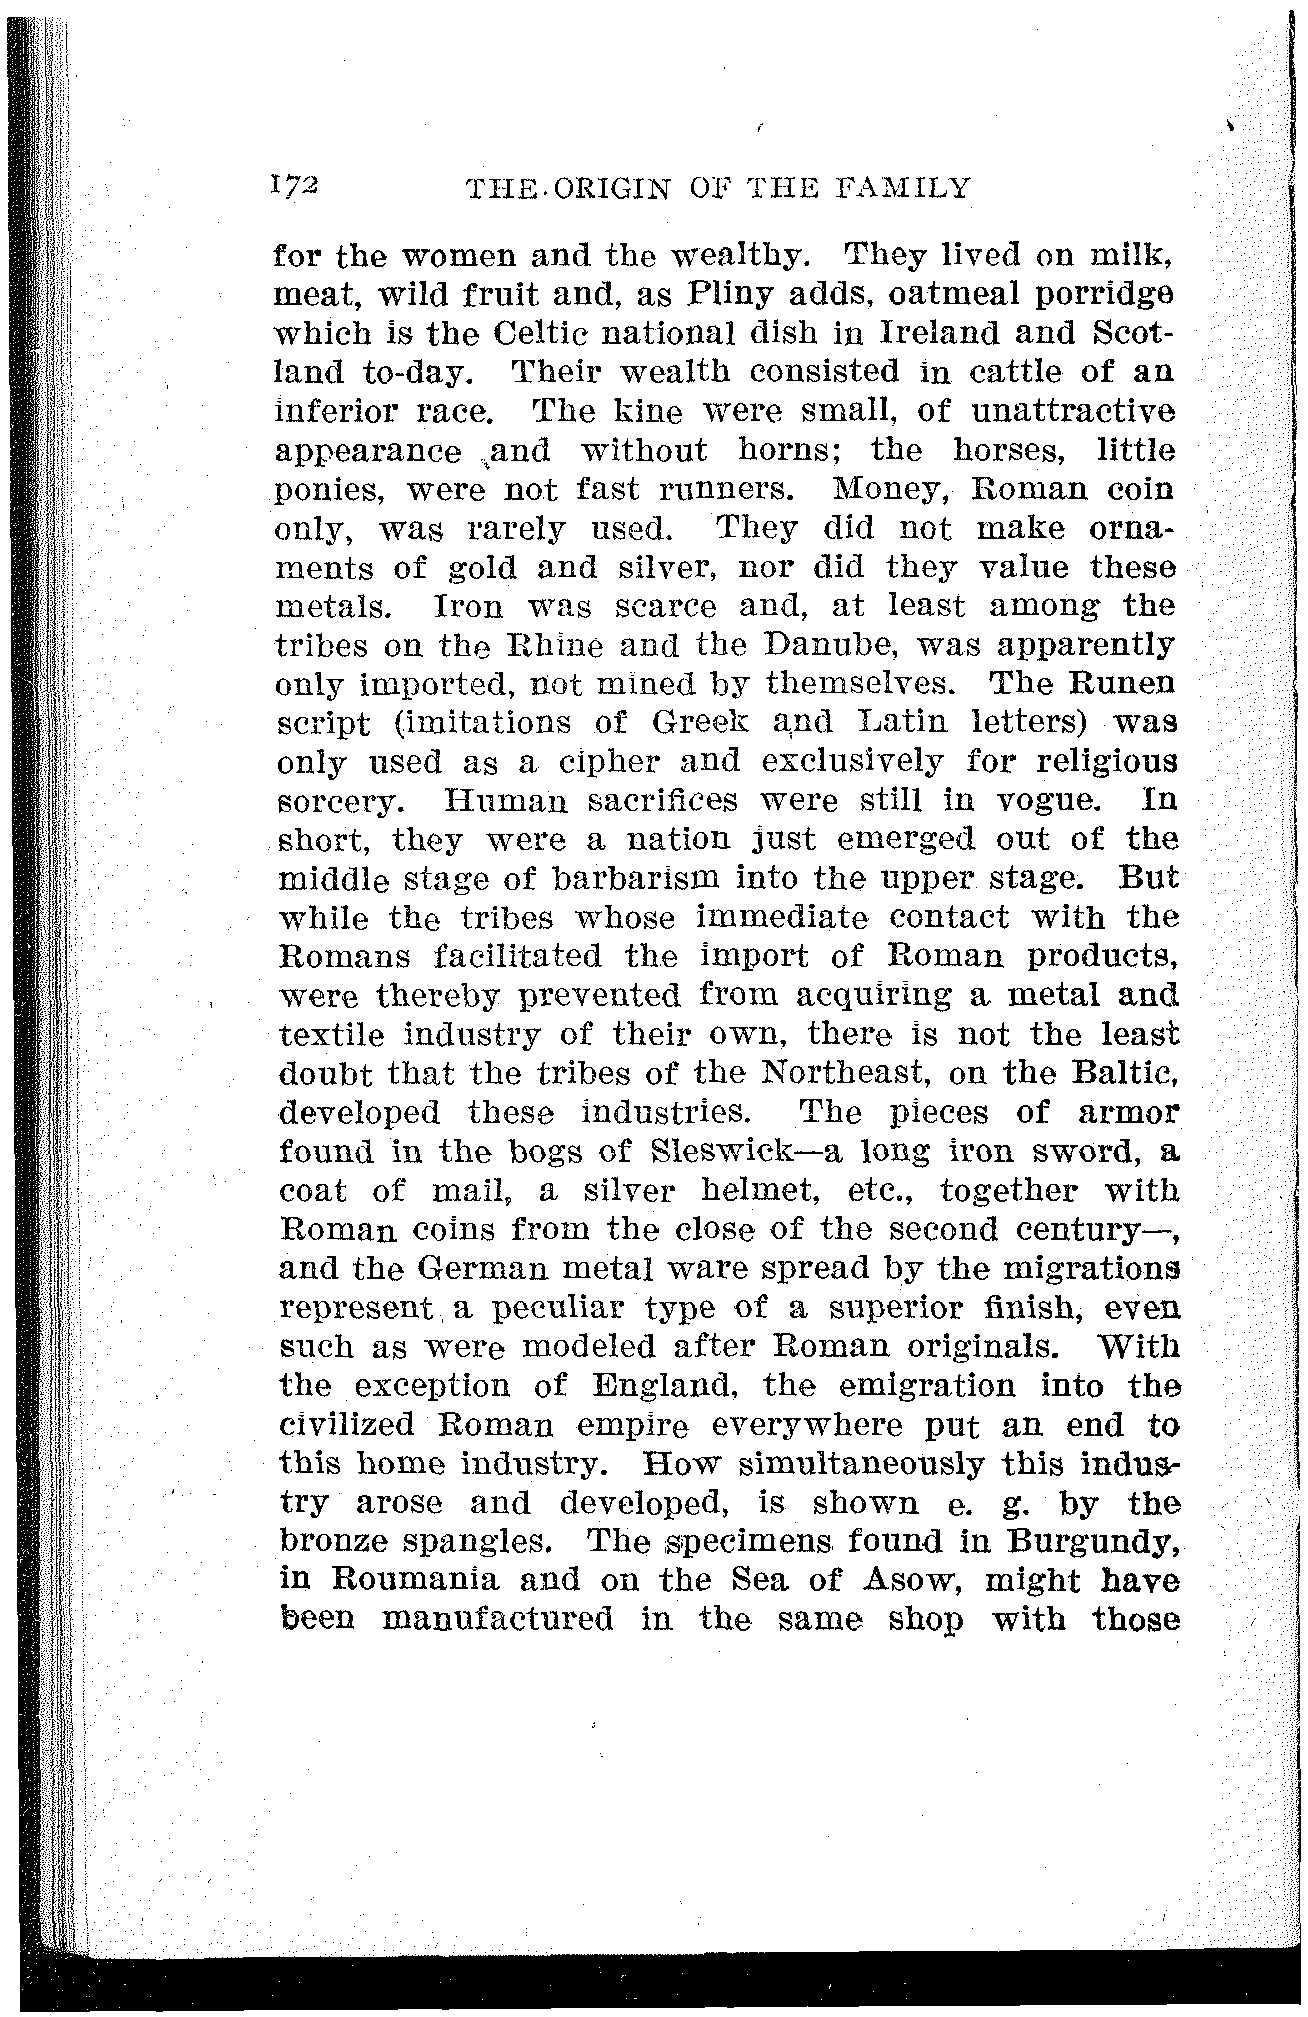 172 THE ORIGIN OF THE FAMILY
for the women and the wealthy. They lived on milk,
meat, wild fruit and, as Pliny adds, oatmeal porridge
which is the Celtic national dish in Ireland and Scot-
land to-day. Their wealth consisted in cattle of an
inferior race. The kine were small, of unattractive
appearance and without horns; the horses, little
ponies, were not fast runners. Money, Roman coin
only, was rarely used. They did not make orna-
ments of gold and silver, nor did they value these
metals. Iron was scarce and, at least among the
tribes on the Rhine and the Danube, was apparently
only imported, not mined by themselves. The Runen
script (imitations of Greek and Latin letters) was
only used as a cipher and exclusively for religious
sorcery. Human sacrifices were still in vogue. In
short, they were a nation just emerged out of the
middle stage of barbarism into the upper stage. But
while the tribes whose immediate contact with the
Romans facilitated the import of Roman products,
were thereby prevented from acquiring a metal and
textile industry of their own, there is not the least
doubt that the tribes of the Northeast, on the Baltic,
developed these industries. The pieces of armor
found in the bogs of Sleswick—a long iron sword, a
coat of mail, a silver helmet, etc., together with
Roman coins from the close of the second century—,
and the German metal ware spread by the migrations
represent a peculiar type of a superior finish, even
such as were modeled after Roman originals. With
the exception of England, the emigration into the
civilized Roman empire everywhere put an end to
this home industry. How simultaneously this indus-
try arose and developed, is shown e. g. by the
bronze spangles. The specimens found in Burgundy,
in Roumania and on the Sea of Asow, might have
been manufactured in the same shop with those